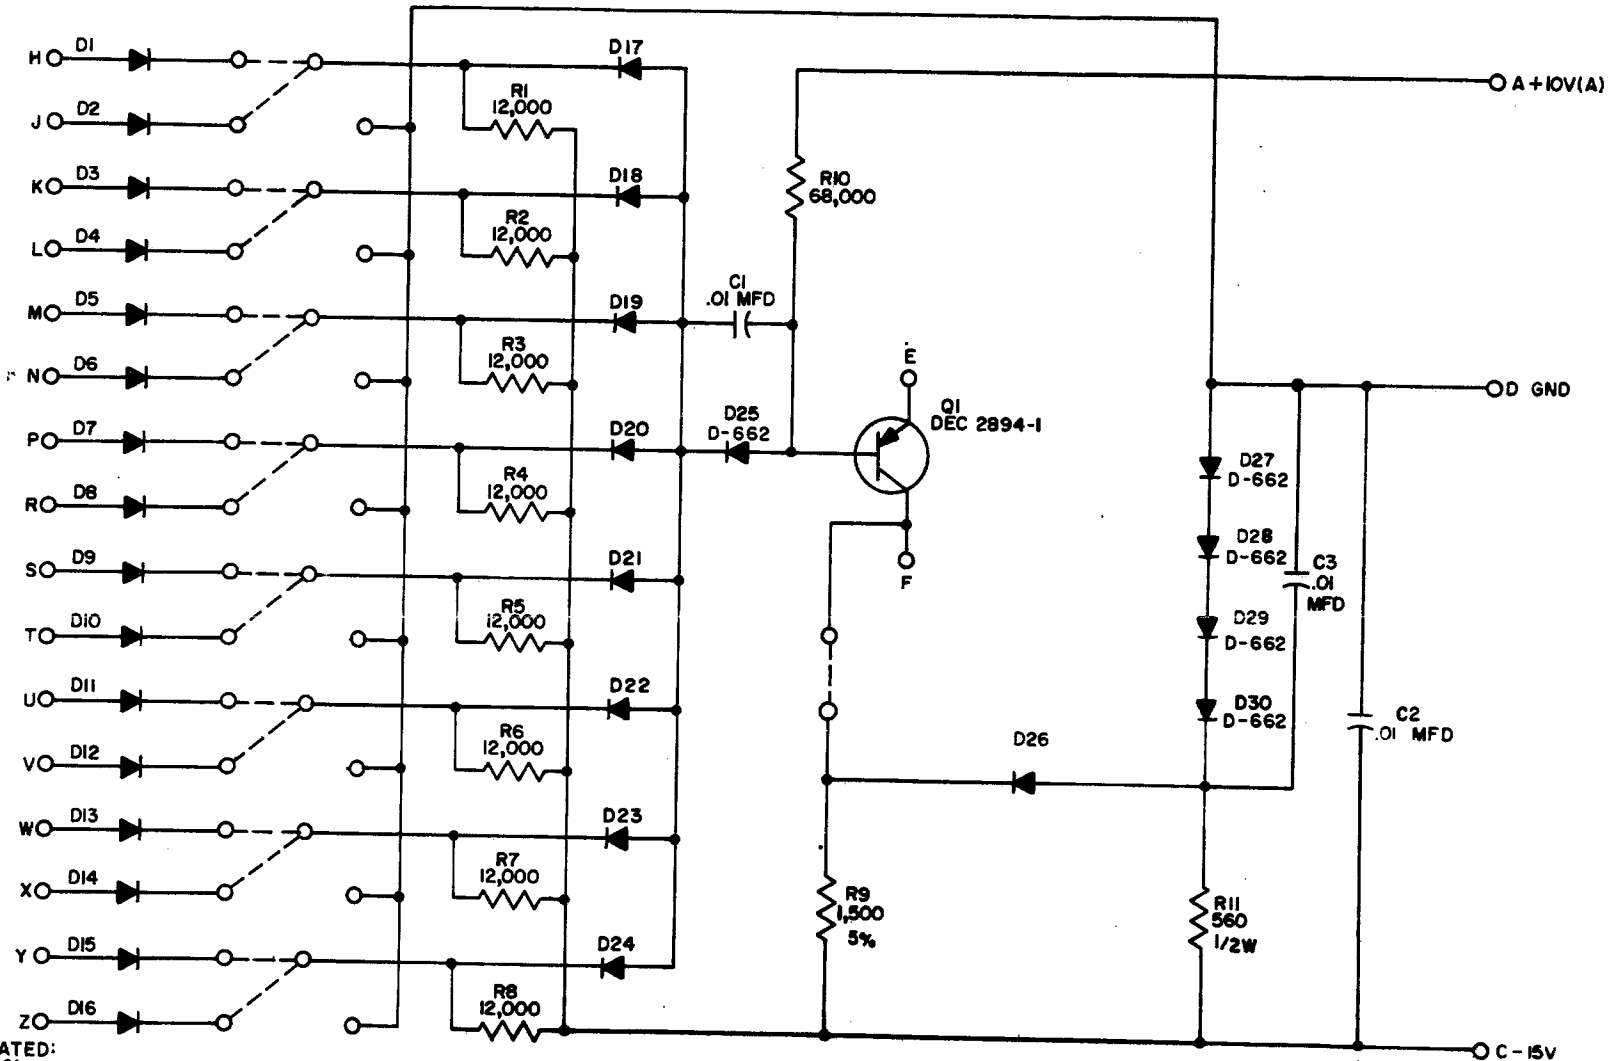 H D1
D17
A+10V(A)
R1
12,000
J D2
K D3
D18
R10
68,000
R2
12,000
L D4
C1
.01 MFD
M D5
D19
R3
12,000
E
N D6
D GND
Q1
DEC 2894-1
D25
D-662
P D7
D20
D27
D-662
R4
12,000
R D8
D28
D-662
S D9
D21
C3
.01
MFD
F
R5
12,000
T D10
D29
D-662
U D11
D22
D30
D-662
C2
.01 MFD
R6
12,000
V D12
D26
W D13
D23
R7
12,000
X D14
R9
1,500
5%
R11
560
1/2W
Y D15
D24
R8
12,000
Z D16
ATED:
C-15V